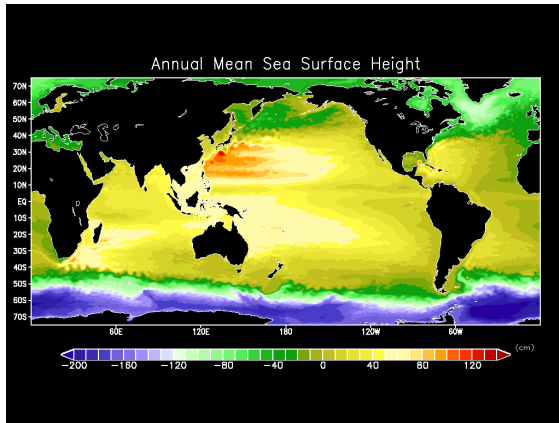 Annual Mean Sea Surface Height
70N
60N
50N
40N
30N
20N
10N
EQ
10S
20S
30S
40S
50S
60S
70S
60E 120E 180 120W 60W
(cm)
-200 -160 -120 -80 -40 0 40 80 120